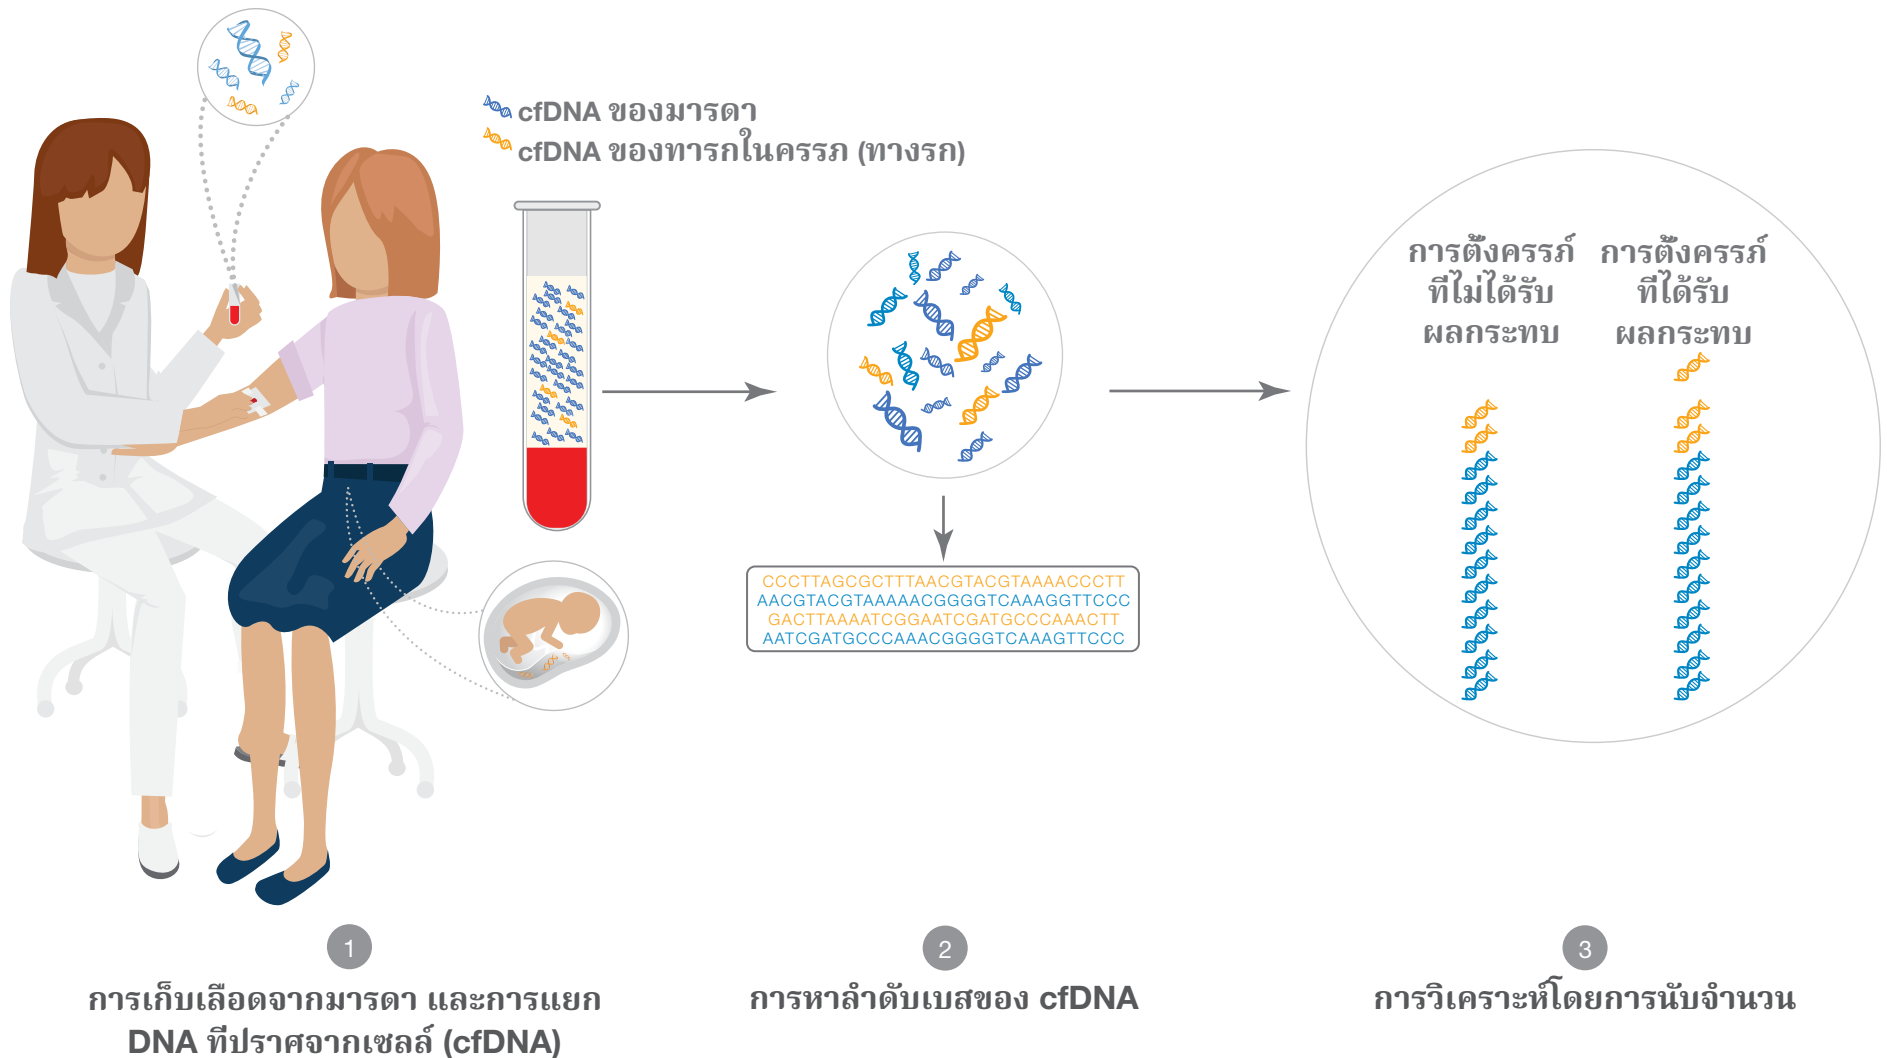 cfDNA ของมารดา
cfDNA ของทารกในครรภ (ทางรก)
การตั้งครรภ์
ที่ไม่ได้รับ
ผลกระทบ
การตั้งครรภ์
ที่ได้รับ
ผลกระทบ
CCCTTAGCGCTTTAACGTACGTAAAACCCTT
AACGTACGTAAAAACGGGGTCAAAGGTTCCC
GACTTAAAATCGGAATCGATGCCCAAACTT
AATCGATGCCCAAACGGGGTCAAAGTTCCC
1
การเก็บเลือดจากมารดา และการแยก
DNA ที่ปราศจากเซลล์ (cfDNA)
2
การหาลำดับเบสของ cfDNA
3
การวิเคราะห์โดยการนับจำนวน